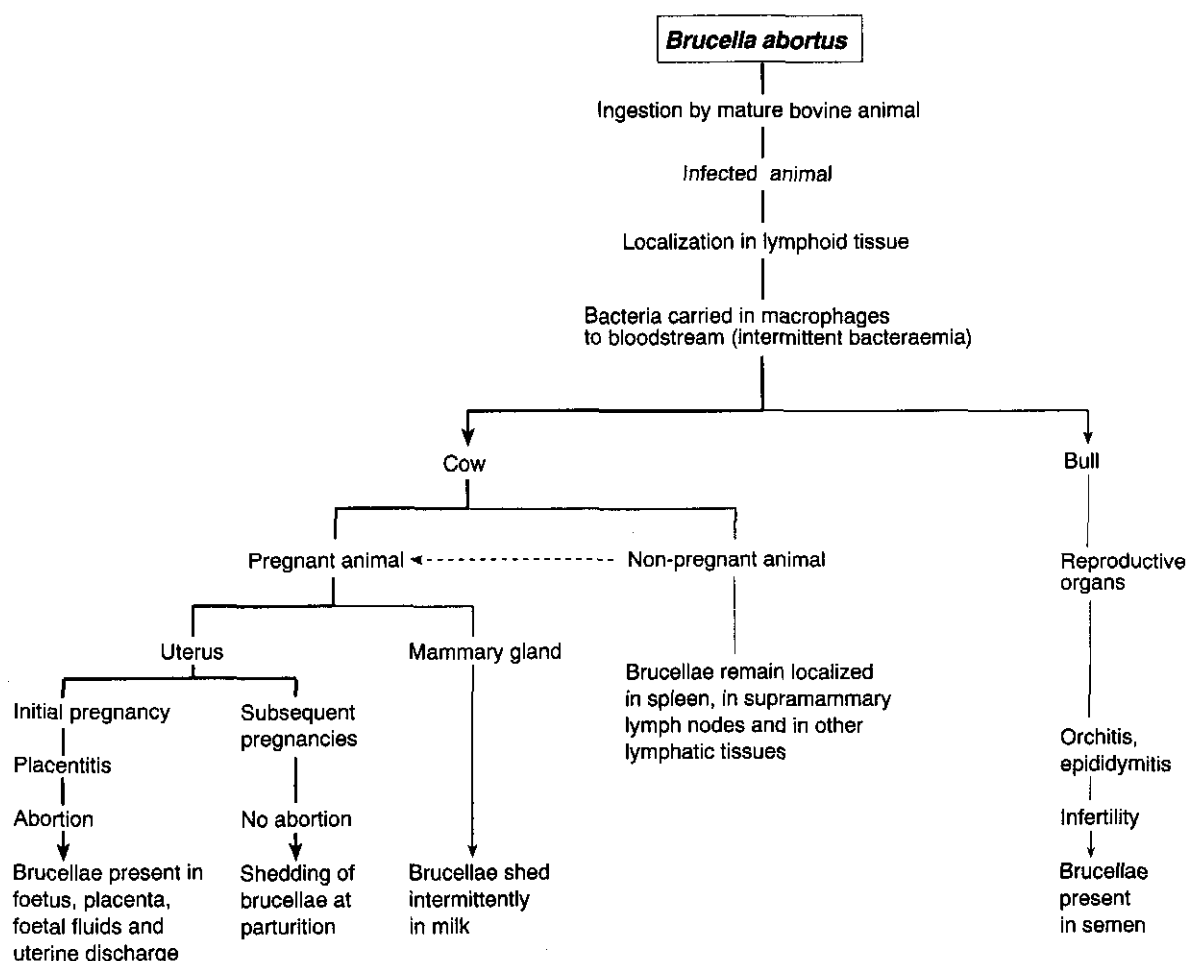 Brucella abortus
Ingestion by mature bovine animal
Infected animal
Localization in lymphoid tissue
Bacteria carried in macrophages
to bloodstream (intermittent bacteraemia)
Cow
Bull
Pregnant animal
Non-pregnant animal
Reproductive
organs
Uterus
Mammary gland
Brucellae remain localized
in spleen, in supramammary
lymph nodes and in other
lymphatic tissues
Initial pregnancy
Subsequent
pregnancies
Orchitis,
epididymitis
Placentitis
Abortion
No abortion
Infertility
Brucellae present in
foetus, placenta,
foetal fluids and
uterine discharge
Shedding of
brucellae at
parturition
Brucellae shed
intermittently
in milk
Brucellae
present
in semen